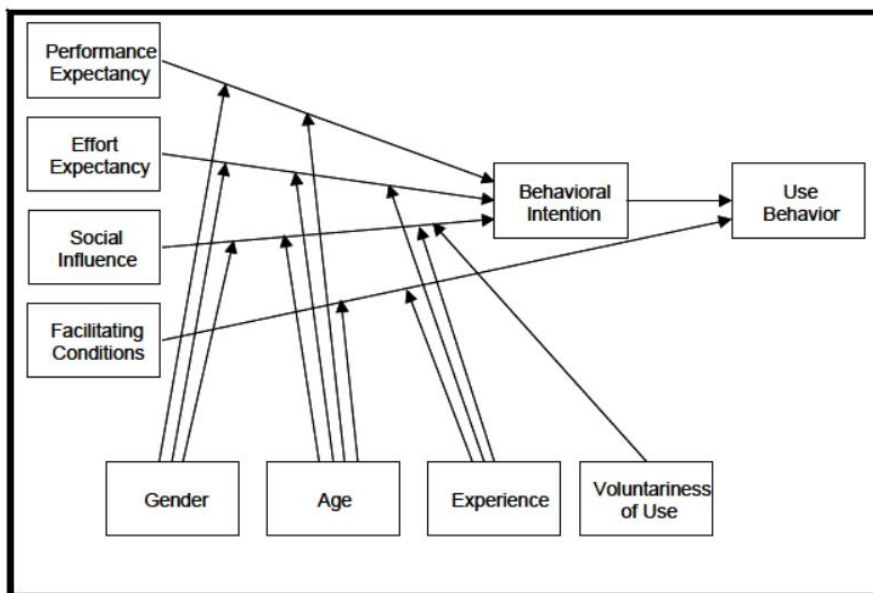 Performance
Expectancy
Effort
Expectancy
Behavioral
Intention
Use
Behavior
Social
Influence
Facilitating
Conditions
Gender
Age
Experience
Voluntariness
of Use